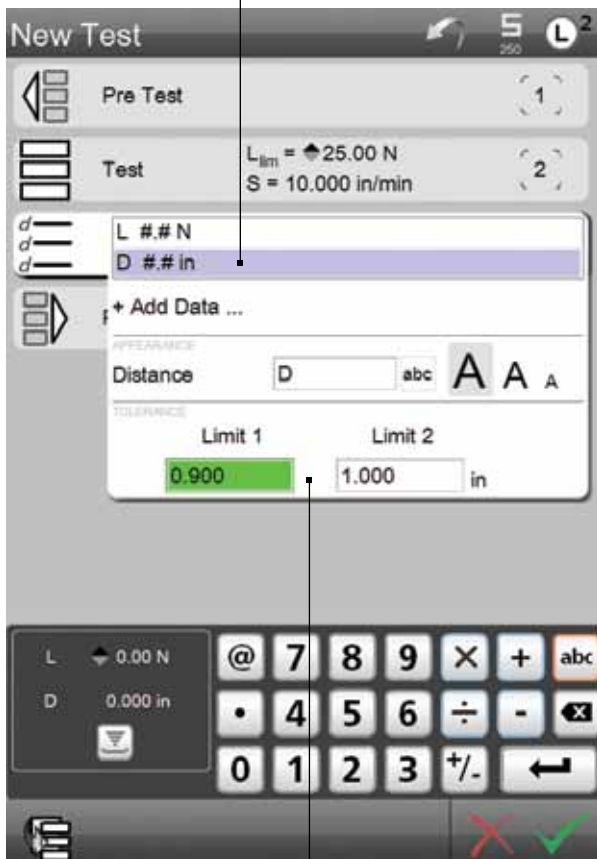 New Test
S
250
L 2
Pre Test
1
Test
Llim = 25.00 N
S = 10.000 in/min
2
d
d
d
L #.# N
D #.# in
+ Add Data ...
APPEARANCE
Distance D abc A A A
TOLERANCE
Limit 1 Limit 2
0.900 1.000 in
L 0.00 N
D 0.000 in
@ 7 8 9 × + abc
• 4 5 6 ÷ -
0 1 2 3 +/-